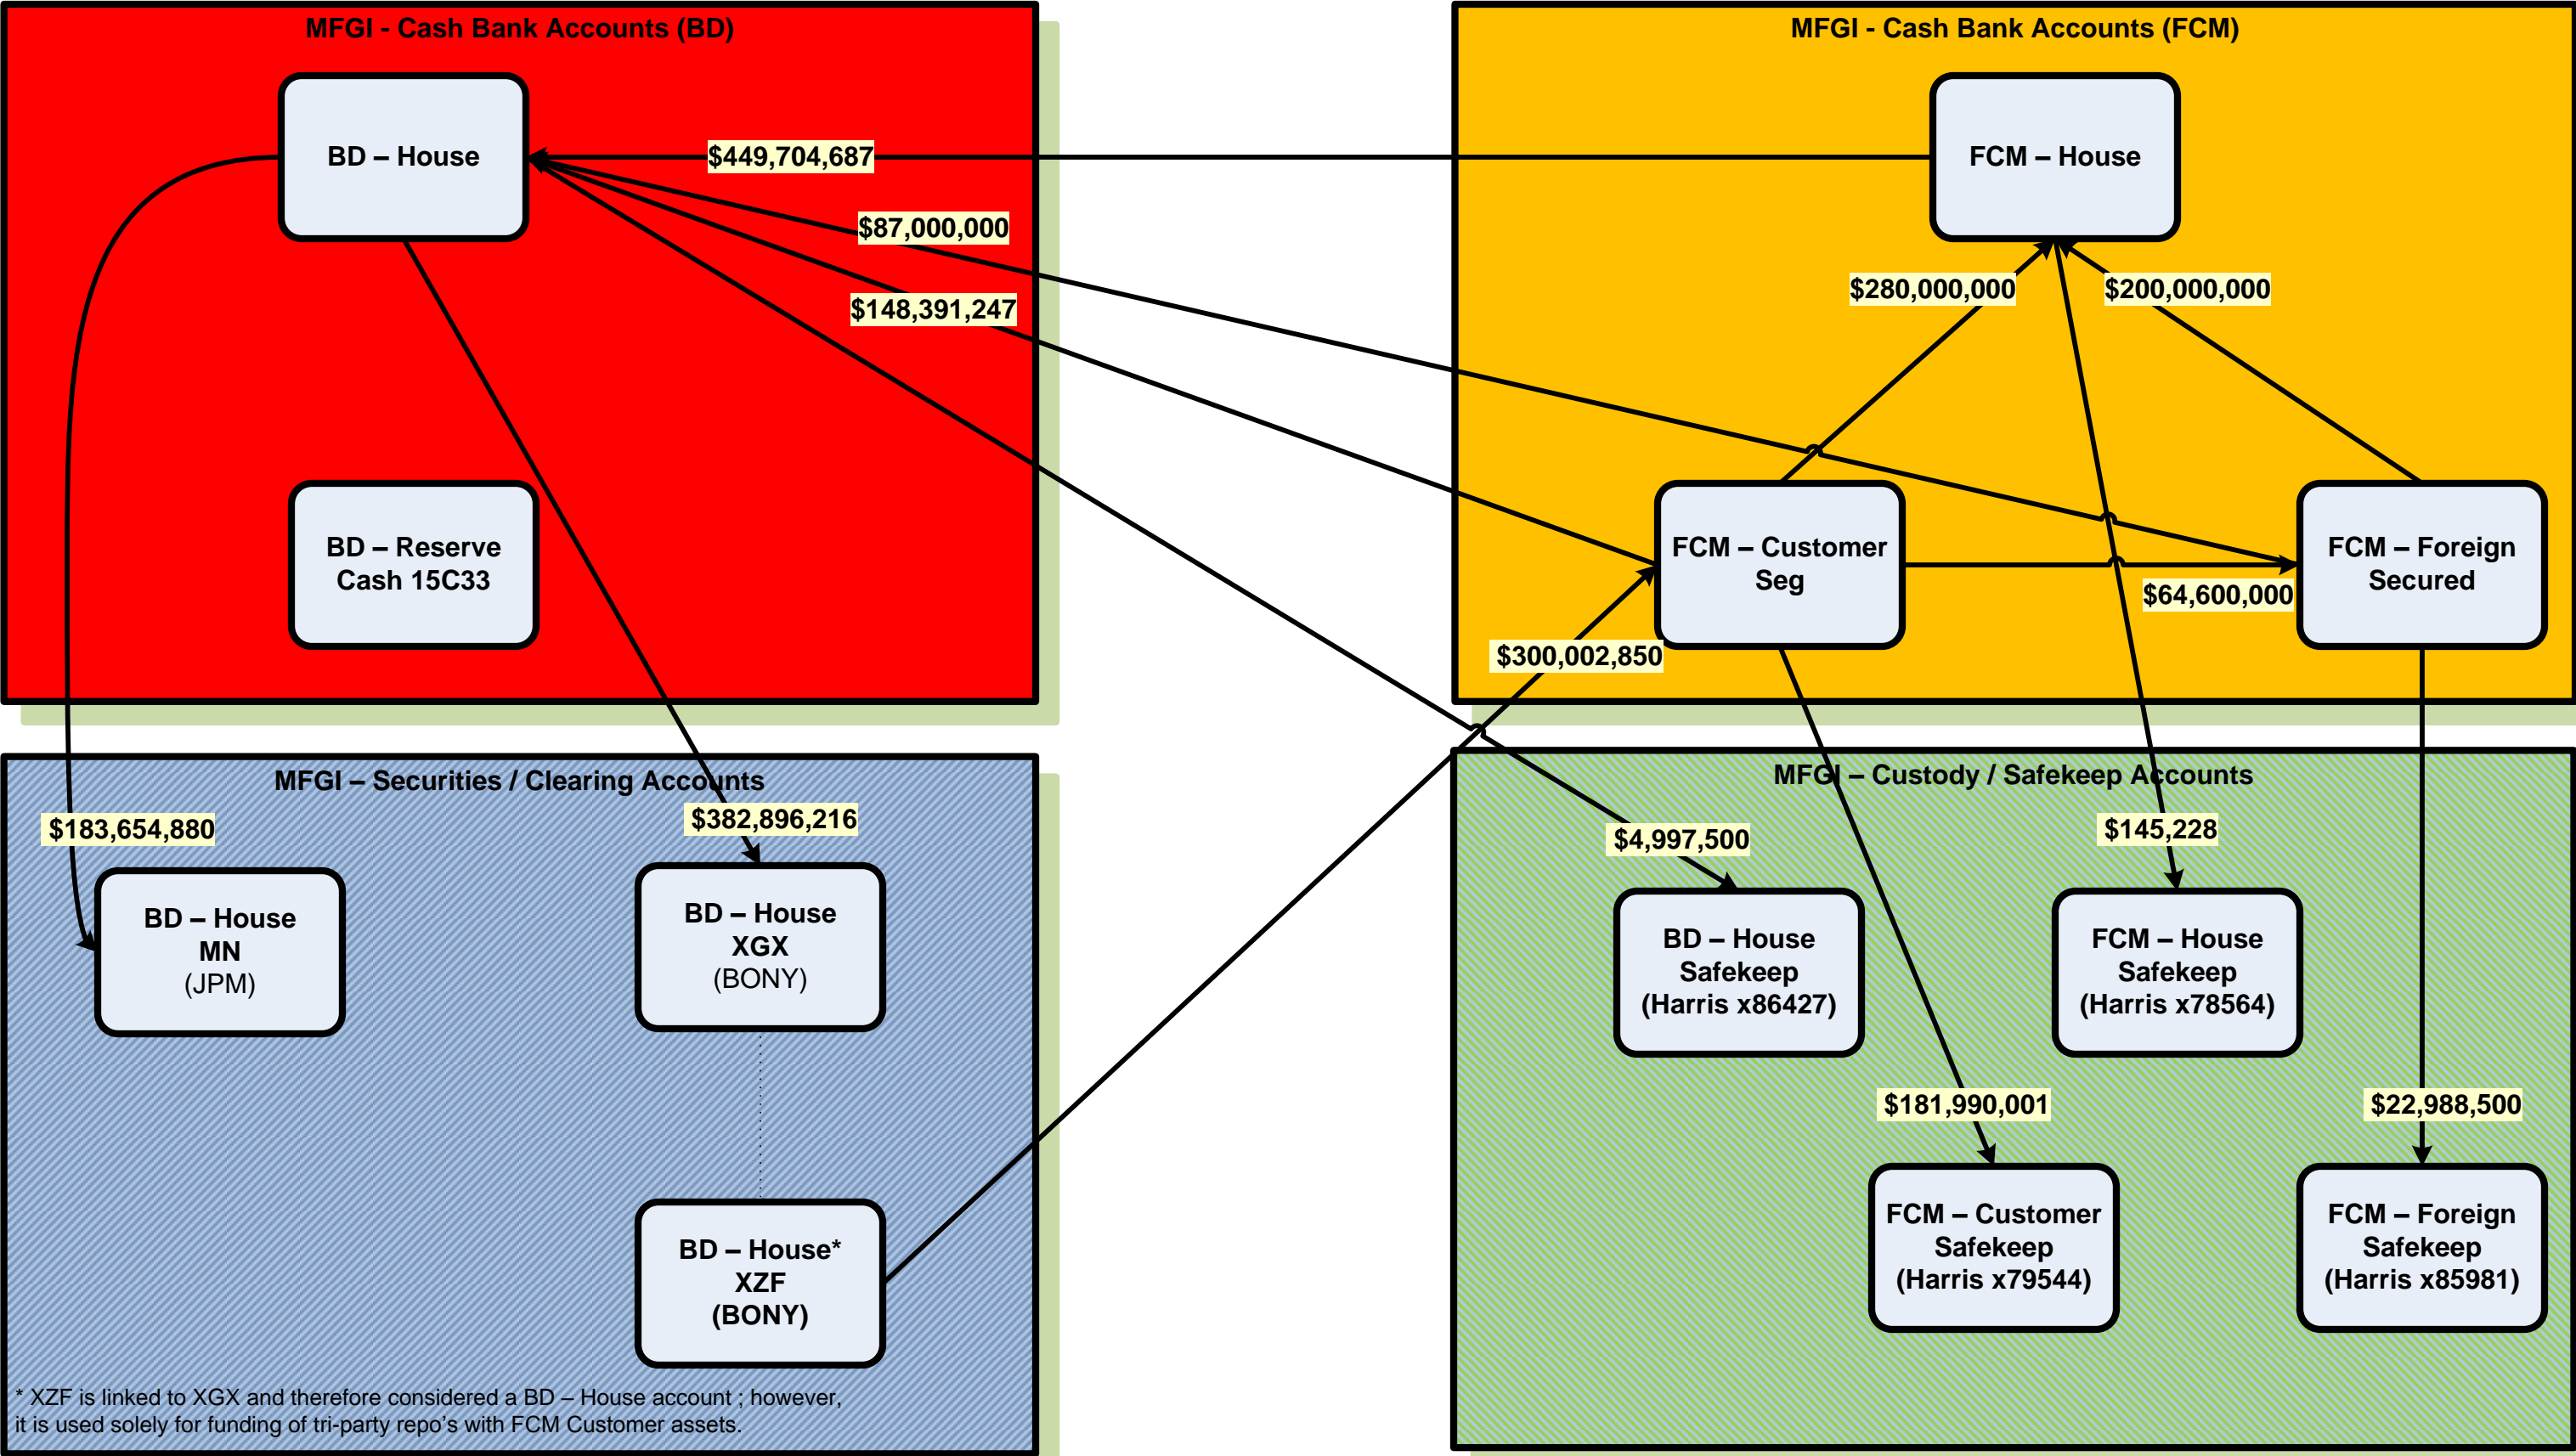 MFGI - Cash Bank Accounts (BD)
BD – House
$449,704,687
$87,000,000
$148,391,247
BD – Reserve
Cash 15C33
MFGI - Cash Bank Accounts (FCM)
FCM – House
$280,000,000
$200,000,000
FCM – Customer
Seg
FCM – Foreign
Secured
$64,600,000
$300,002,850
MFGI – Securities / Clearing Accounts
$183,654,880
$382,896,216
BD – House
MN
(JPM)
BD – House
XGX
(BONY)
BD – House*
XZF
(BONY)
* XZF is linked to XGX and therefore considered a BD – House account ; however,
it is used solely for funding of tri-party repo’s with FCM Customer assets.
MFGI – Custody / Safekeep Accounts
$4,997,500
$145,228
BD – House
Safekeep
(Harris x86427)
FCM – House
Safekeep
(Harris x78564)
$181,990,001
$22,988,500
FCM – Customer
Safekeep
(Harris x79544)
FCM – Foreign
Safekeep
(Harris x85981)